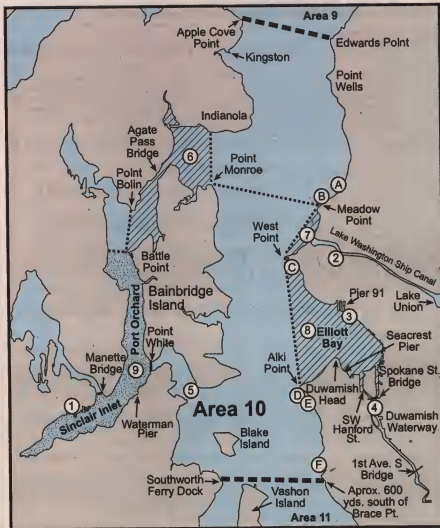 Area 9
Apple Cove
Point
Kingston
Edwards Point
Point
Wells
Indianola
Agate
Pass
Bridge
6
Point
Bolin
Point
Monroe
B
A
Meadow
Point
7
West
Point
Lake Washington Ship Canal
2
C
Battle
Point
Lake
Union
Pier 91
3
Bainbridge
Island
Port Orchard
Point
White
8
Elliott
Bay
Seacrest
Pier
Manette
Bridge
9
Alki
Point
Spokane St.
Bridge
1
5
D
E
Duwamish
Head
Sinclair Inlet
Waterman
Pier
Area 10
SW
Hanford
St.
4
Duwamish
Waterway
Blake
Island
F
1st Ave. S
Bridge
Southworth
Ferry Dock
Vashon
Island
Area 11
Aprox. 600
yds. south of
Brace Pt.